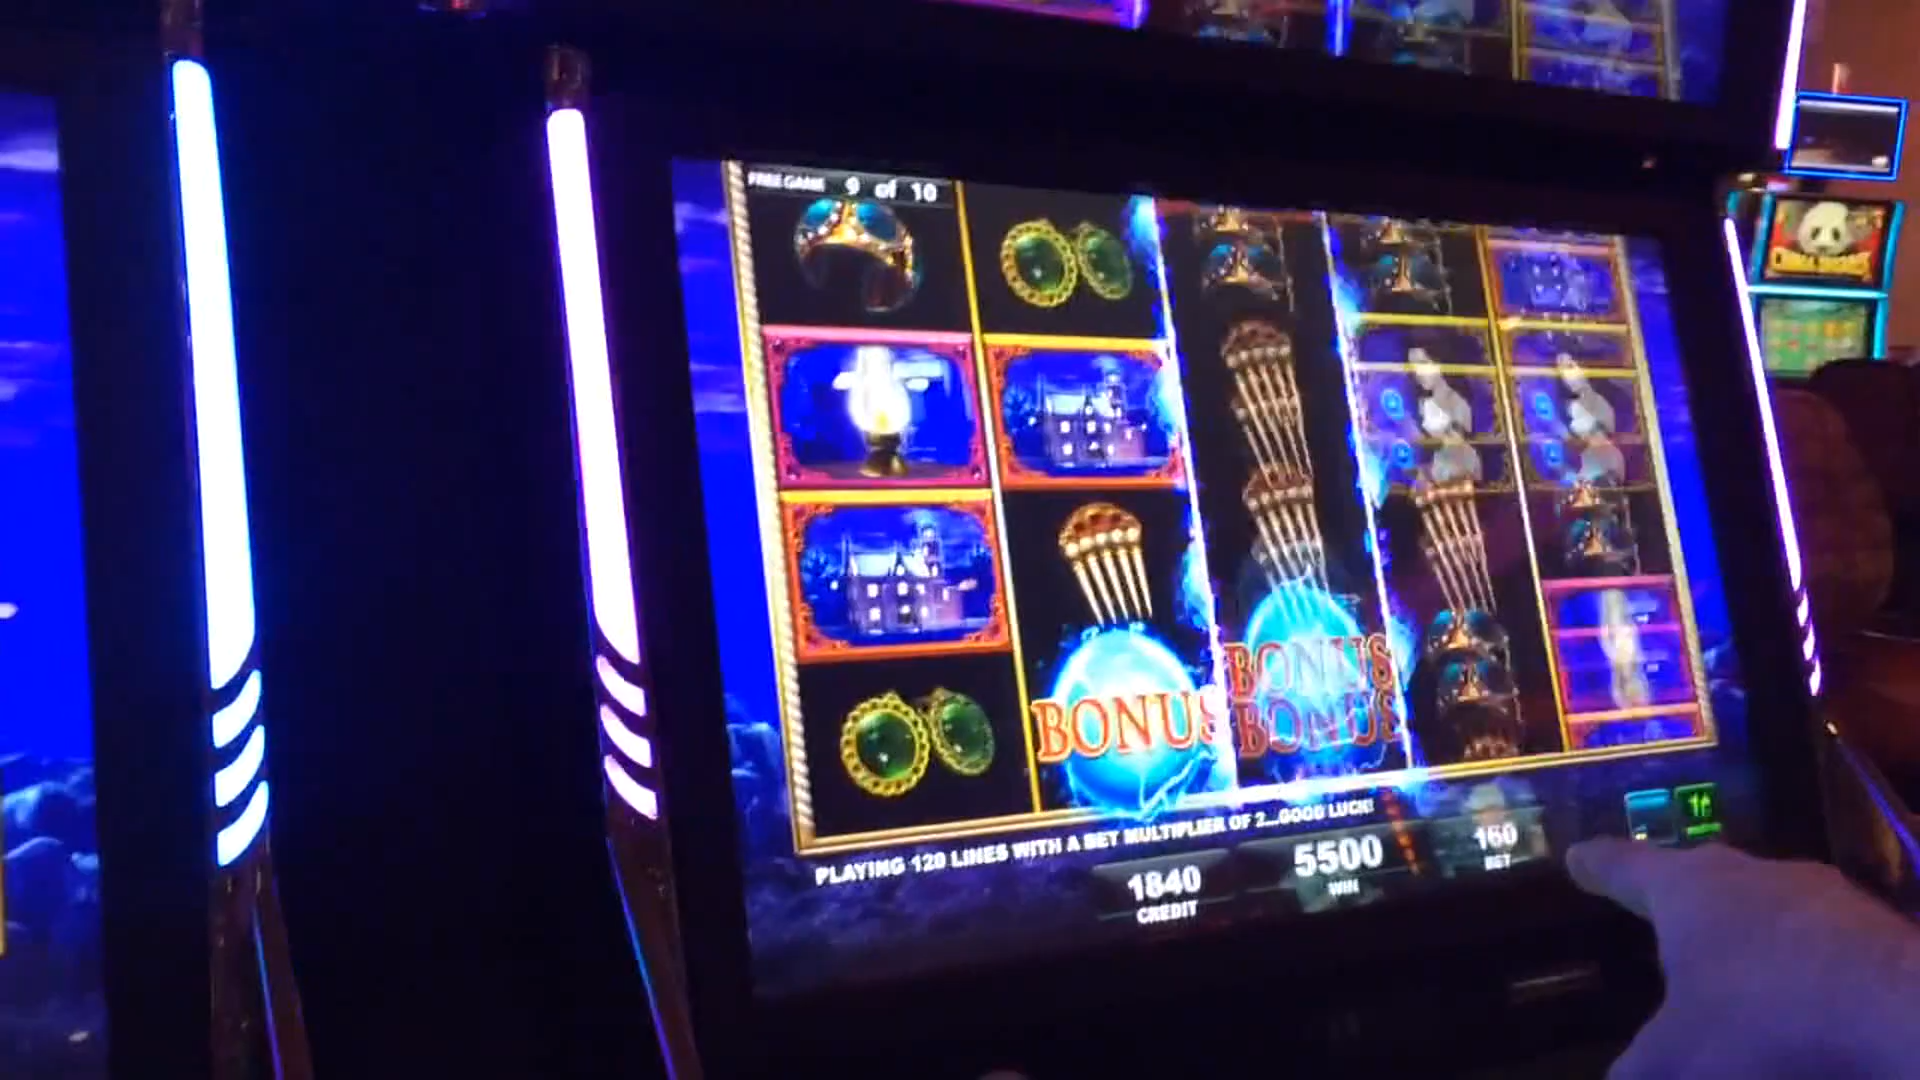 FREE GAME 9 of 10
BONUS
BONUS
BONUS
PLAYING 120 LINES WITH A BET MULTIPLIER OF 2...GOOD LUCK!
1840
CREDIT
5500
WIN
160
BET